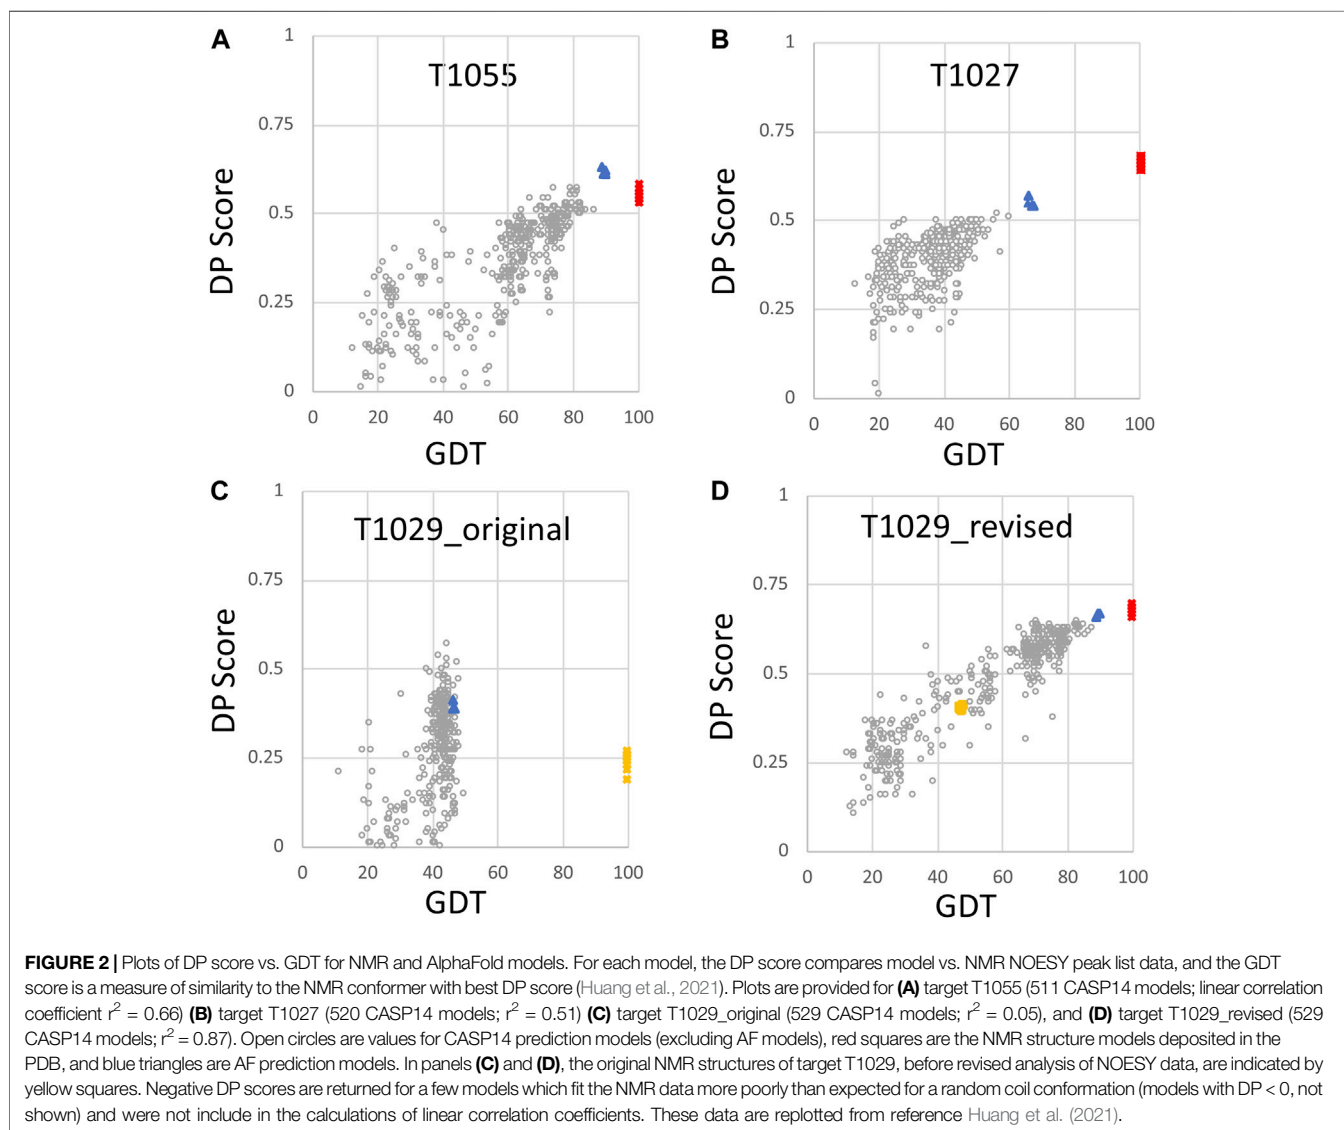 A
T1055
1
0.75
0.5
0.25
0
DP Score
0 20 40 60 80 100
GDT
B
T1027
1
0.75
0.5
0.25
0
DP Score
0 20 40 60 80 100
GDT
C
T1029_original
1
0.75
0.5
0.25
0
DP Score
0 20 40 60 80 100
GDT
D
T1029_revised
1
0.75
0.5
0.25
0
DP Score
0 20 40 60 80 100
GDT
FIGURE 2 | Plots of DP score vs. GDT for NMR and AlphaFold models. For each model, the DP score compares model vs. NMR NOESY peak list data, and the GDT
score is a measure of similarity to the NMR conformer with best DP score (Huang et al., 2021). Plots are provided for (A) target T1055 (511 CASP14 models; linear correlation
coefficient r² = 0.66) (B) target T1027 (520 CASP14 models; r² = 0.51) (C) target T1029_original (529 CASP14 models; r² = 0.05), and (D) target T1029_revised (529
CASP14 models; r² = 0.87). Open circles are values for CASP14 prediction models (excluding AF models), red squares are the NMR structure models deposited in the
PDB, and blue triangles are AF prediction models. In panels (C) and (D), the original NMR structures of target T1029, before revised analysis of NOESY data, are indicated by
yellow squares. Negative DP scores are returned for a few models which fit the NMR data more poorly than expected for a random coil conformation (models with DP < 0, not
shown) and were not include in the calculations of linear correlation coefficients. These data are replotted from reference Huang et al. (2021).